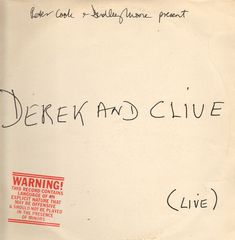 Peter Cook & Dudley Moore present
DEREK AND CLIVE
(LIVE)
WARNING!
THIS RECORD CONTAINS
LANGUAGE OF AN
EXPLICIT NATURE THAT
MAY BE OFFENSIVE
& SHOULD NOT BE PLAYED
IN THE PRESENCE
OF MINORS